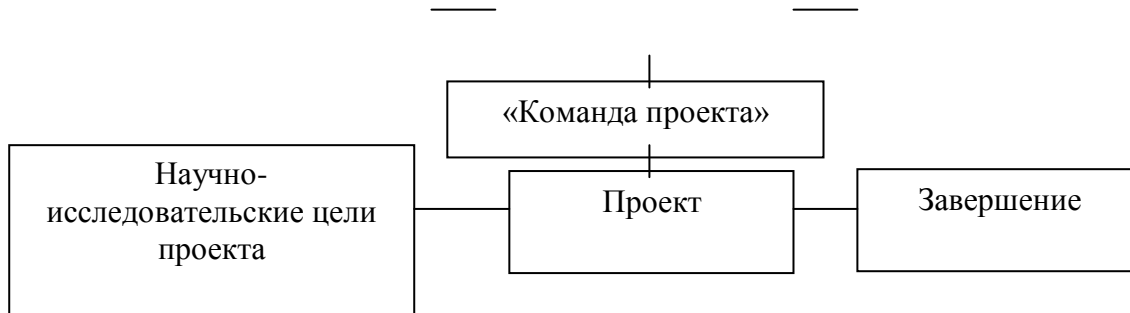 «Команда проекта»
Научно-
исследовательские цели
проекта
Проект
Завершение